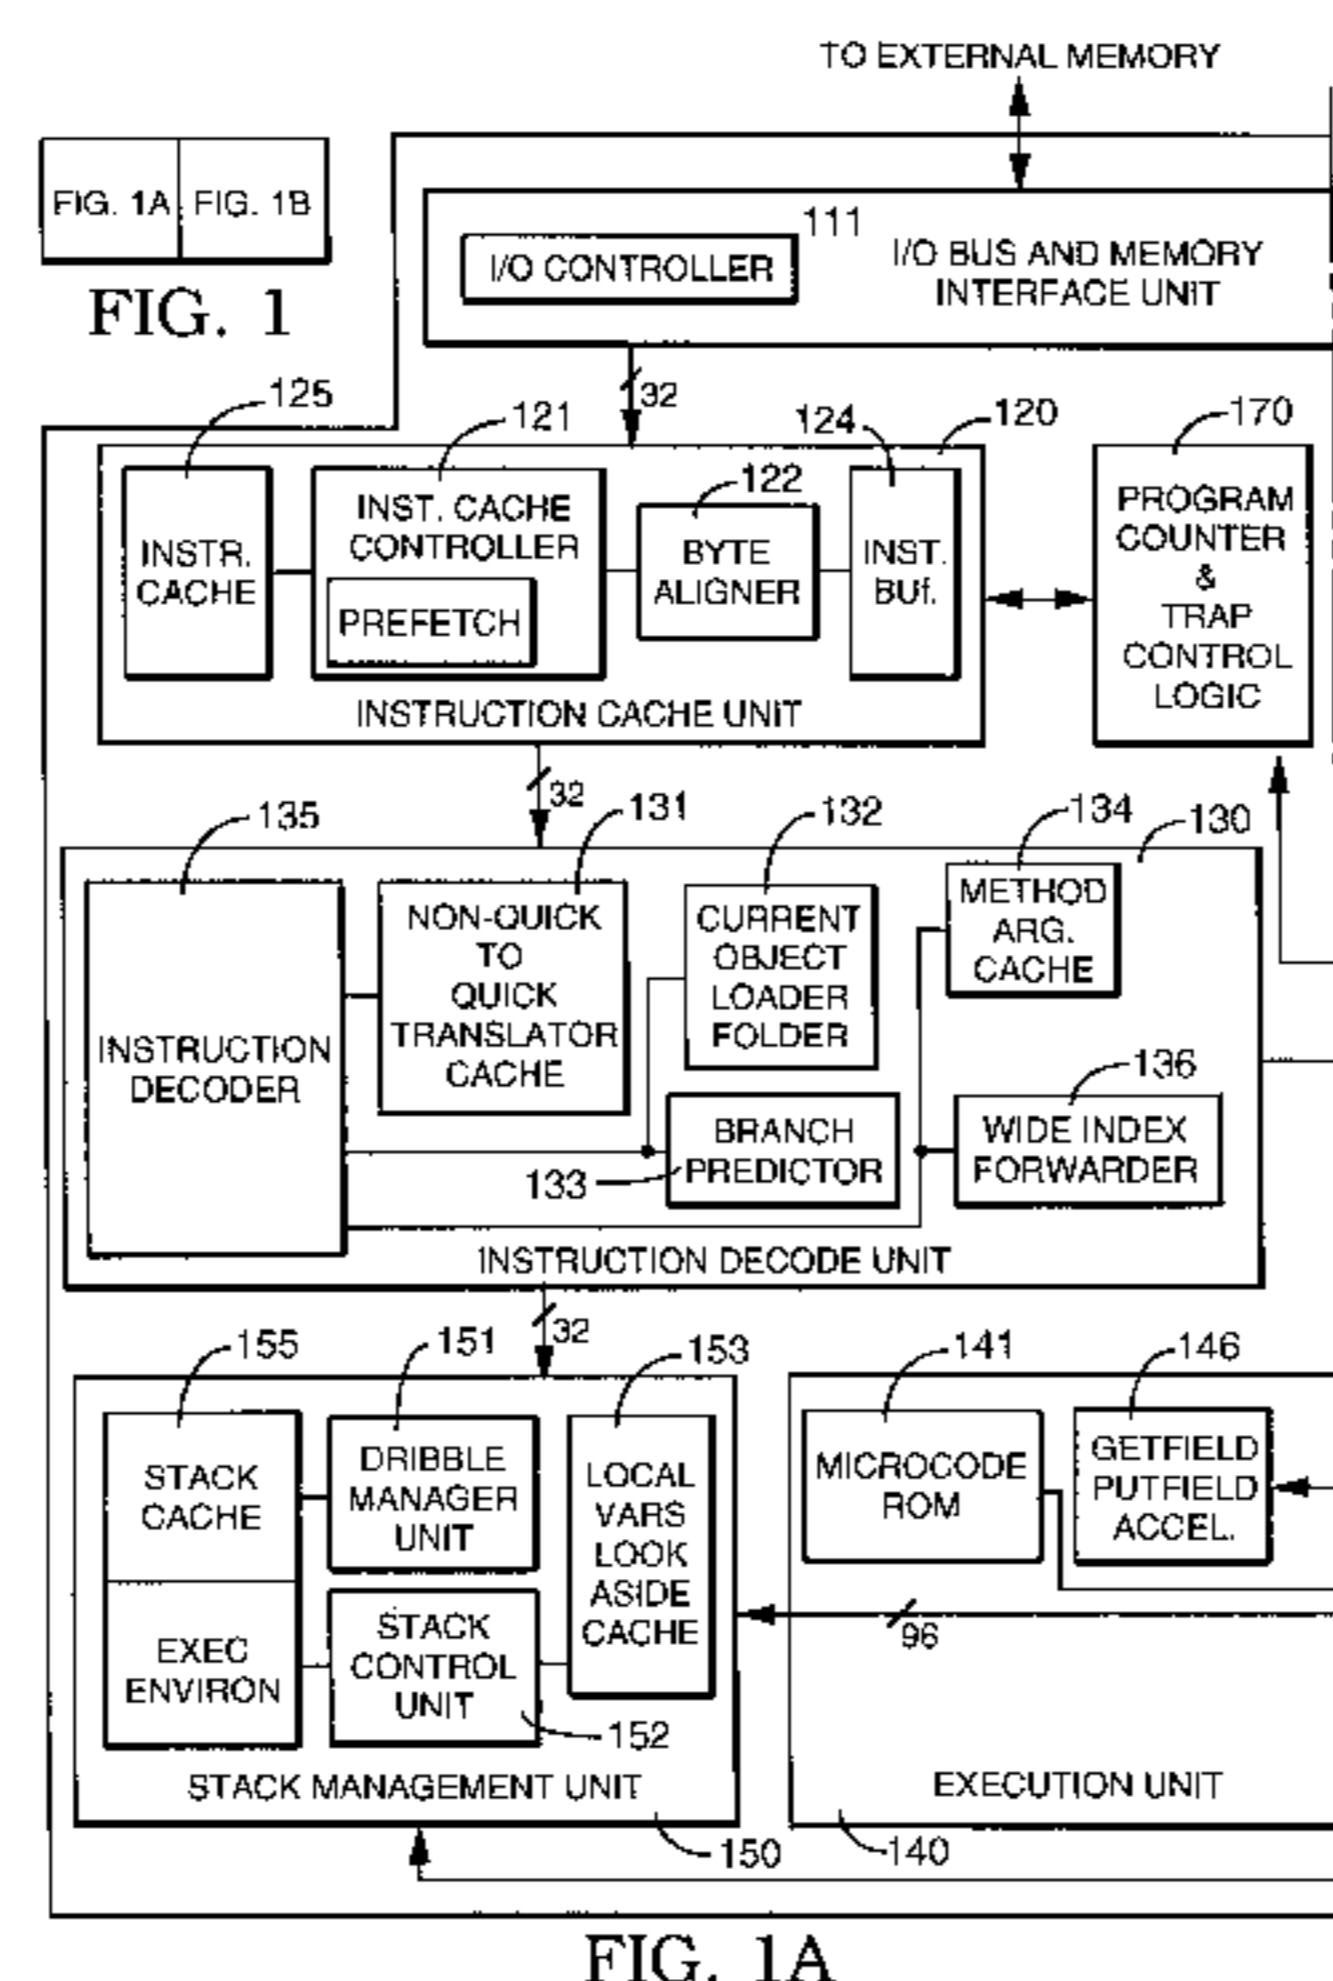 TO EXTERNAL MEMORY
FIG. 1A FIG. 1B
FIG. 1
111
I/O CONTROLLER
I/O BUS AND MEMORY
INTERFACE UNIT
32
125
121
124
120
170
122
INSTR.
CACHE
INST. CACHE
CONTROLLER
PREFETCH
BYTE
ALIGNER
INST.
BUf.
PROGRAM
COUNTER
&
TRAP
CONTROL
LOGIC
INSTRUCTION CACHE UNIT
32
135
131
132
134
130
INSTRUCTION
DECODER
NON-QUICK
TO
QUICK
TRANSLATOR
CACHE
CURRENT
OBJECT
LOADER
FOLDER
METHOD
ARG.
CACHE
136
BRANCH
PREDICTOR
133
WIDE INDEX
FORWARDER
INSTRUCTION DECODE UNIT
32
155
151
153
141
146
STACK
CACHE
DRIBBLE
MANAGER
UNIT
LOCAL
VARS
LOOK
ASIDE
CACHE
MICROCODE
ROM
GETFIELD
PUTFIELD
ACCEL.
96
EXEC
ENVIRON
STACK
CONTROL
UNIT
152
STACK MANAGEMENT UNIT
150
EXECUTION UNIT
140
FIG. 1A